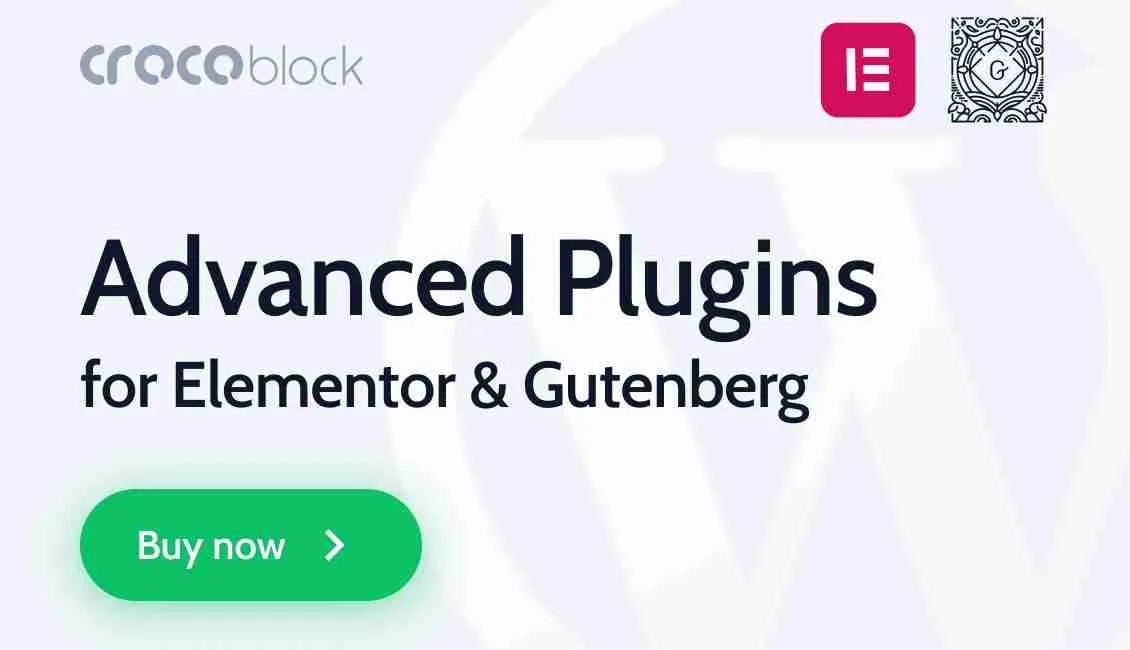 crocoblock
G
Advanced Plugins
for Elementor & Gutenberg
Buy now